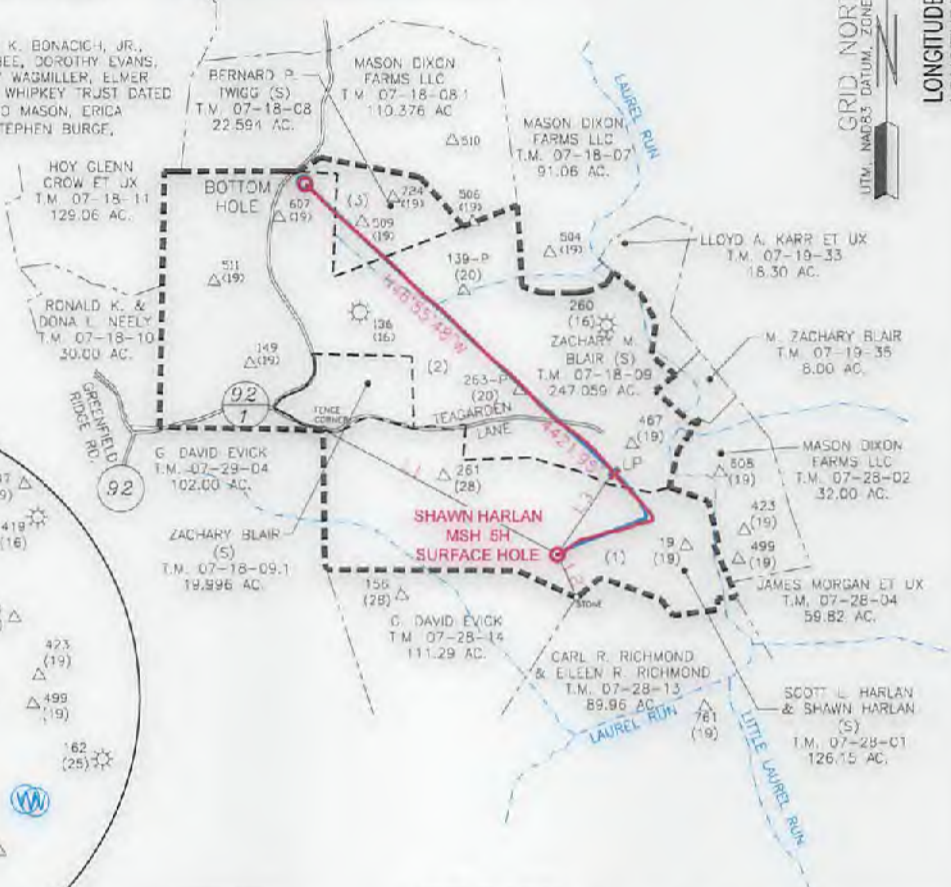 K. BONACICH, JR.,
BEE, DOROTHY EVANS,
WAGMILLER, ELMER
WHIPKEY TRUST DATED
O MASON, ERICA
TEPHEN BURGE,
BERNARD P.
TWIGG (S)
T.M. 07-18-08
22.594 AC.
MASON DIXON
FARMS LLC
T.M. 07-18-08.1
110.376 AC
510
MASON DIXON
FARMS LLC
T.M. 07-18-07
91.06 AC.
LAUREL RUN
GRID NOR
UTM, NAD83 DATUM, ZONE
LONGITUDE
HOY GLENN
CROW ET UX
T.M. 07-18-11
129.06 AC.
BOTTOM
HOLE
607
(19)
(3)
724
(19)
509
(19)
506
(19)
504
(19)
LLOYD A. KARR ET UX
T.M. 07-19-33
18.30 AC.
511
(19)
139-P
(20)
260
(16)
RONALD K. &
DONA L. NEELY
T.M. 07-18-10
30.00 AC.
136
(16)
ZACHARY M.
BLAIR (S)
T.M. 07-18-09
247.059 AC.
M. ZACHARY BLAIR
T.M. 07-19-35
8.00 AC.
149
(19)
(2)
263-P
(20)
GREENFIELD
RIDGE RD.
92
1
FENCE
CORNER
TEAGARDEN
LANE
467
(19)
92
G. DAVID EVICK
T.M. 07-29-04
102.00 AC.
L1
261
(28)
LP
L3
508
(19)
MASON DIXON
FARMS LLC
T.M. 07-28-02
32.00 AC.
419
(16)
ZACHARY BLAIR
(S)
T.M. 07-18-09.1
19.996 AC.
SHAWN HARLAN
MSH 5H
SURFACE HOLE
(1)
19
(19)
423
(19)
499
(19)
L2
STONE
156
(28)
JAMES MORGAN ET UX
T.M. 07-28-04
59.82 AC.
G. DAVID EVICK
T.M. 07-28-14
111.29 AC.
423
(19)
499
(19)
162
(25)
CARL R. RICHMOND
& EILEEN R. RICHMOND
T.M. 07-28-13
89.96 AC.
LAUREL RUN
761
(19)
LITTLE LAUREL RUN
SCOTT L. HARLAN
& SHAWN HARLAN
(S)
T.M. 07-28-01
126.15 AC.
W